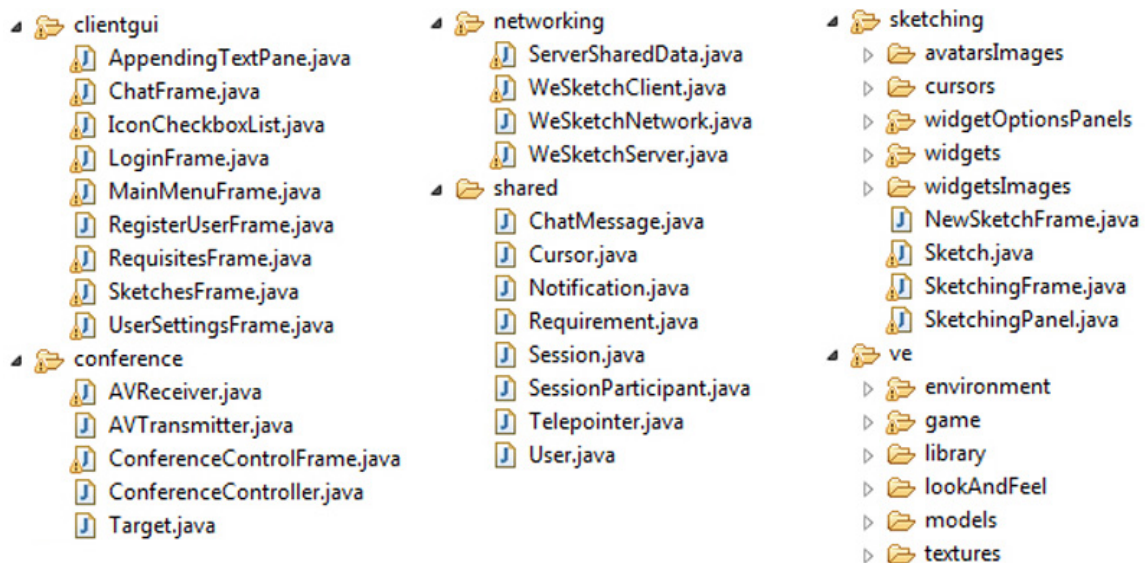 clientgui
AppendingTextPane.java
ChatFrame.java
IconCheckboxList.java
LoginFrame.java
MainMenuFrame.java
RegisterUserFrame.java
RequisitesFrame.java
SketchesFrame.java
UserSettingsFrame.java
conference
AVReceiver.java
AVTransmitter.java
ConferenceControlFrame.java
ConferenceController.java
Target.java
networking
ServerSharedData.java
WeSketchClient.java
WeSketchNetwork.java
WeSketchServer.java
shared
ChatMessage.java
Cursor.java
Notification.java
Requirement.java
Session.java
SessionParticipant.java
Telepointer.java
User.java
sketching
avatarsImages
cursors
widgetOptionsPanels
widgets
widgetsImages
NewSketchFrame.java
Sketch.java
SketchingFrame.java
SketchingPanel.java
ve
environment
game
library
lookAndFeel
models
textures